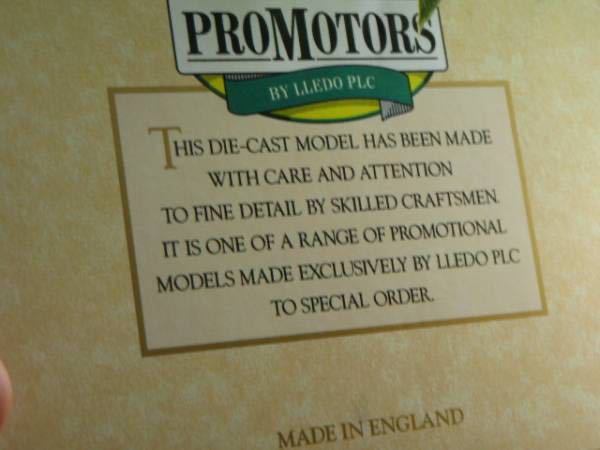 PROMOTORS
BY LLEDO PLC
THIS DIE-CAST MODEL HAS BEEN MADE
WITH CARE AND ATTENTION
TO FINE DETAIL BY SKILLED CRAFTSMEN.
IT IS ONE OF A RANGE OF PROMOTIONAL
MODELS MADE EXCLUSIVELY BY LLEDO PLC
TO SPECIAL ORDER.
MADE IN ENGLAND